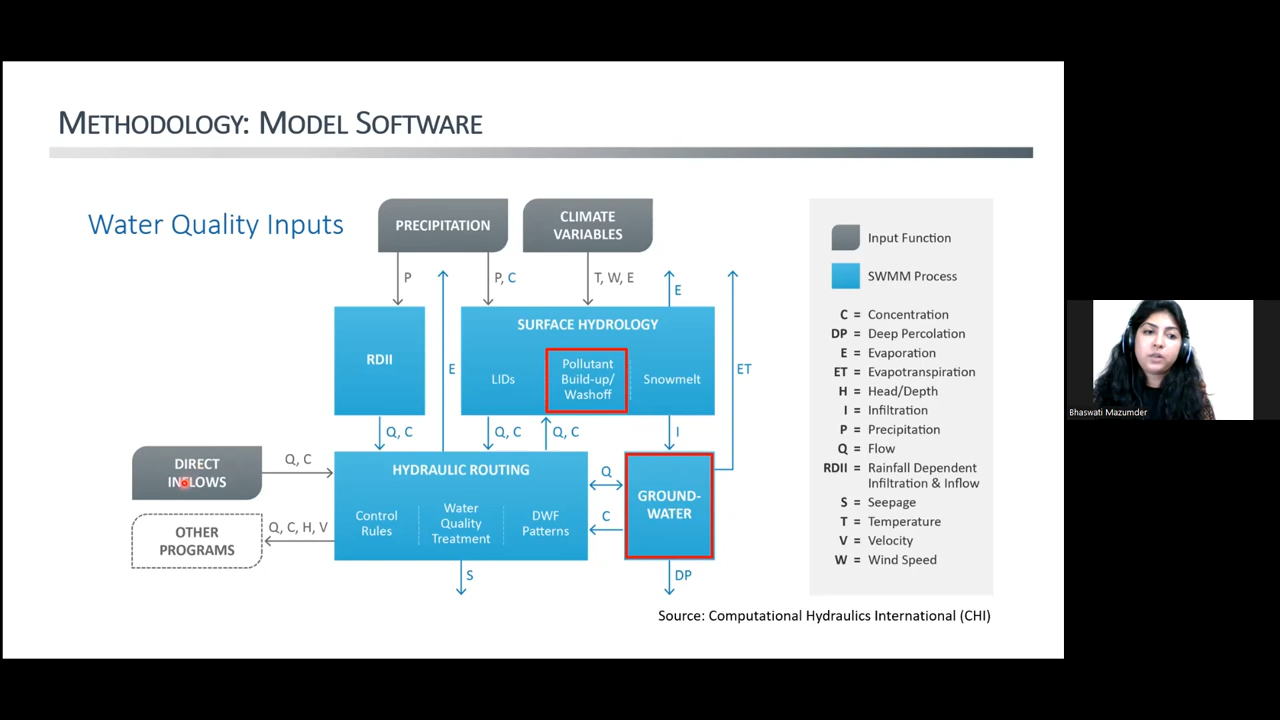 METHODOLOGY: MODEL SOFTWARE
Water Quality Inputs
PRECIPITATION
CLIMATE
VARIABLES
P
P, C
T, W, E
E
RDII
E
SURFACE HYDROLOGY
LIDs
Pollutant
Build-up/
Washoff
Snowmelt
ET
Q, C
Q, C
Q, C
I
DIRECT
INFLOWS
Q, C
HYDRAULIC ROUTING
Control
Rules
Water
Quality
Treatment
DWF
Patterns
Q
C
GROUND-
WATER
OTHER
PROGRAMS
Q, C, H, V
S
DP
Input Function
SWMM Process
C = Concentration
DP = Deep Percolation
E = Evaporation
ET = Evapotranspiration
H = Head/Depth
I = Infiltration
P = Precipitation
Q = Flow
RDII = Rainfall Dependent
Infiltration & Inflow
S = Seepage
T = Temperature
V = Velocity
W = Wind Speed
Source: Computational Hydraulics International (CHI)
Bhaswati Mazumder